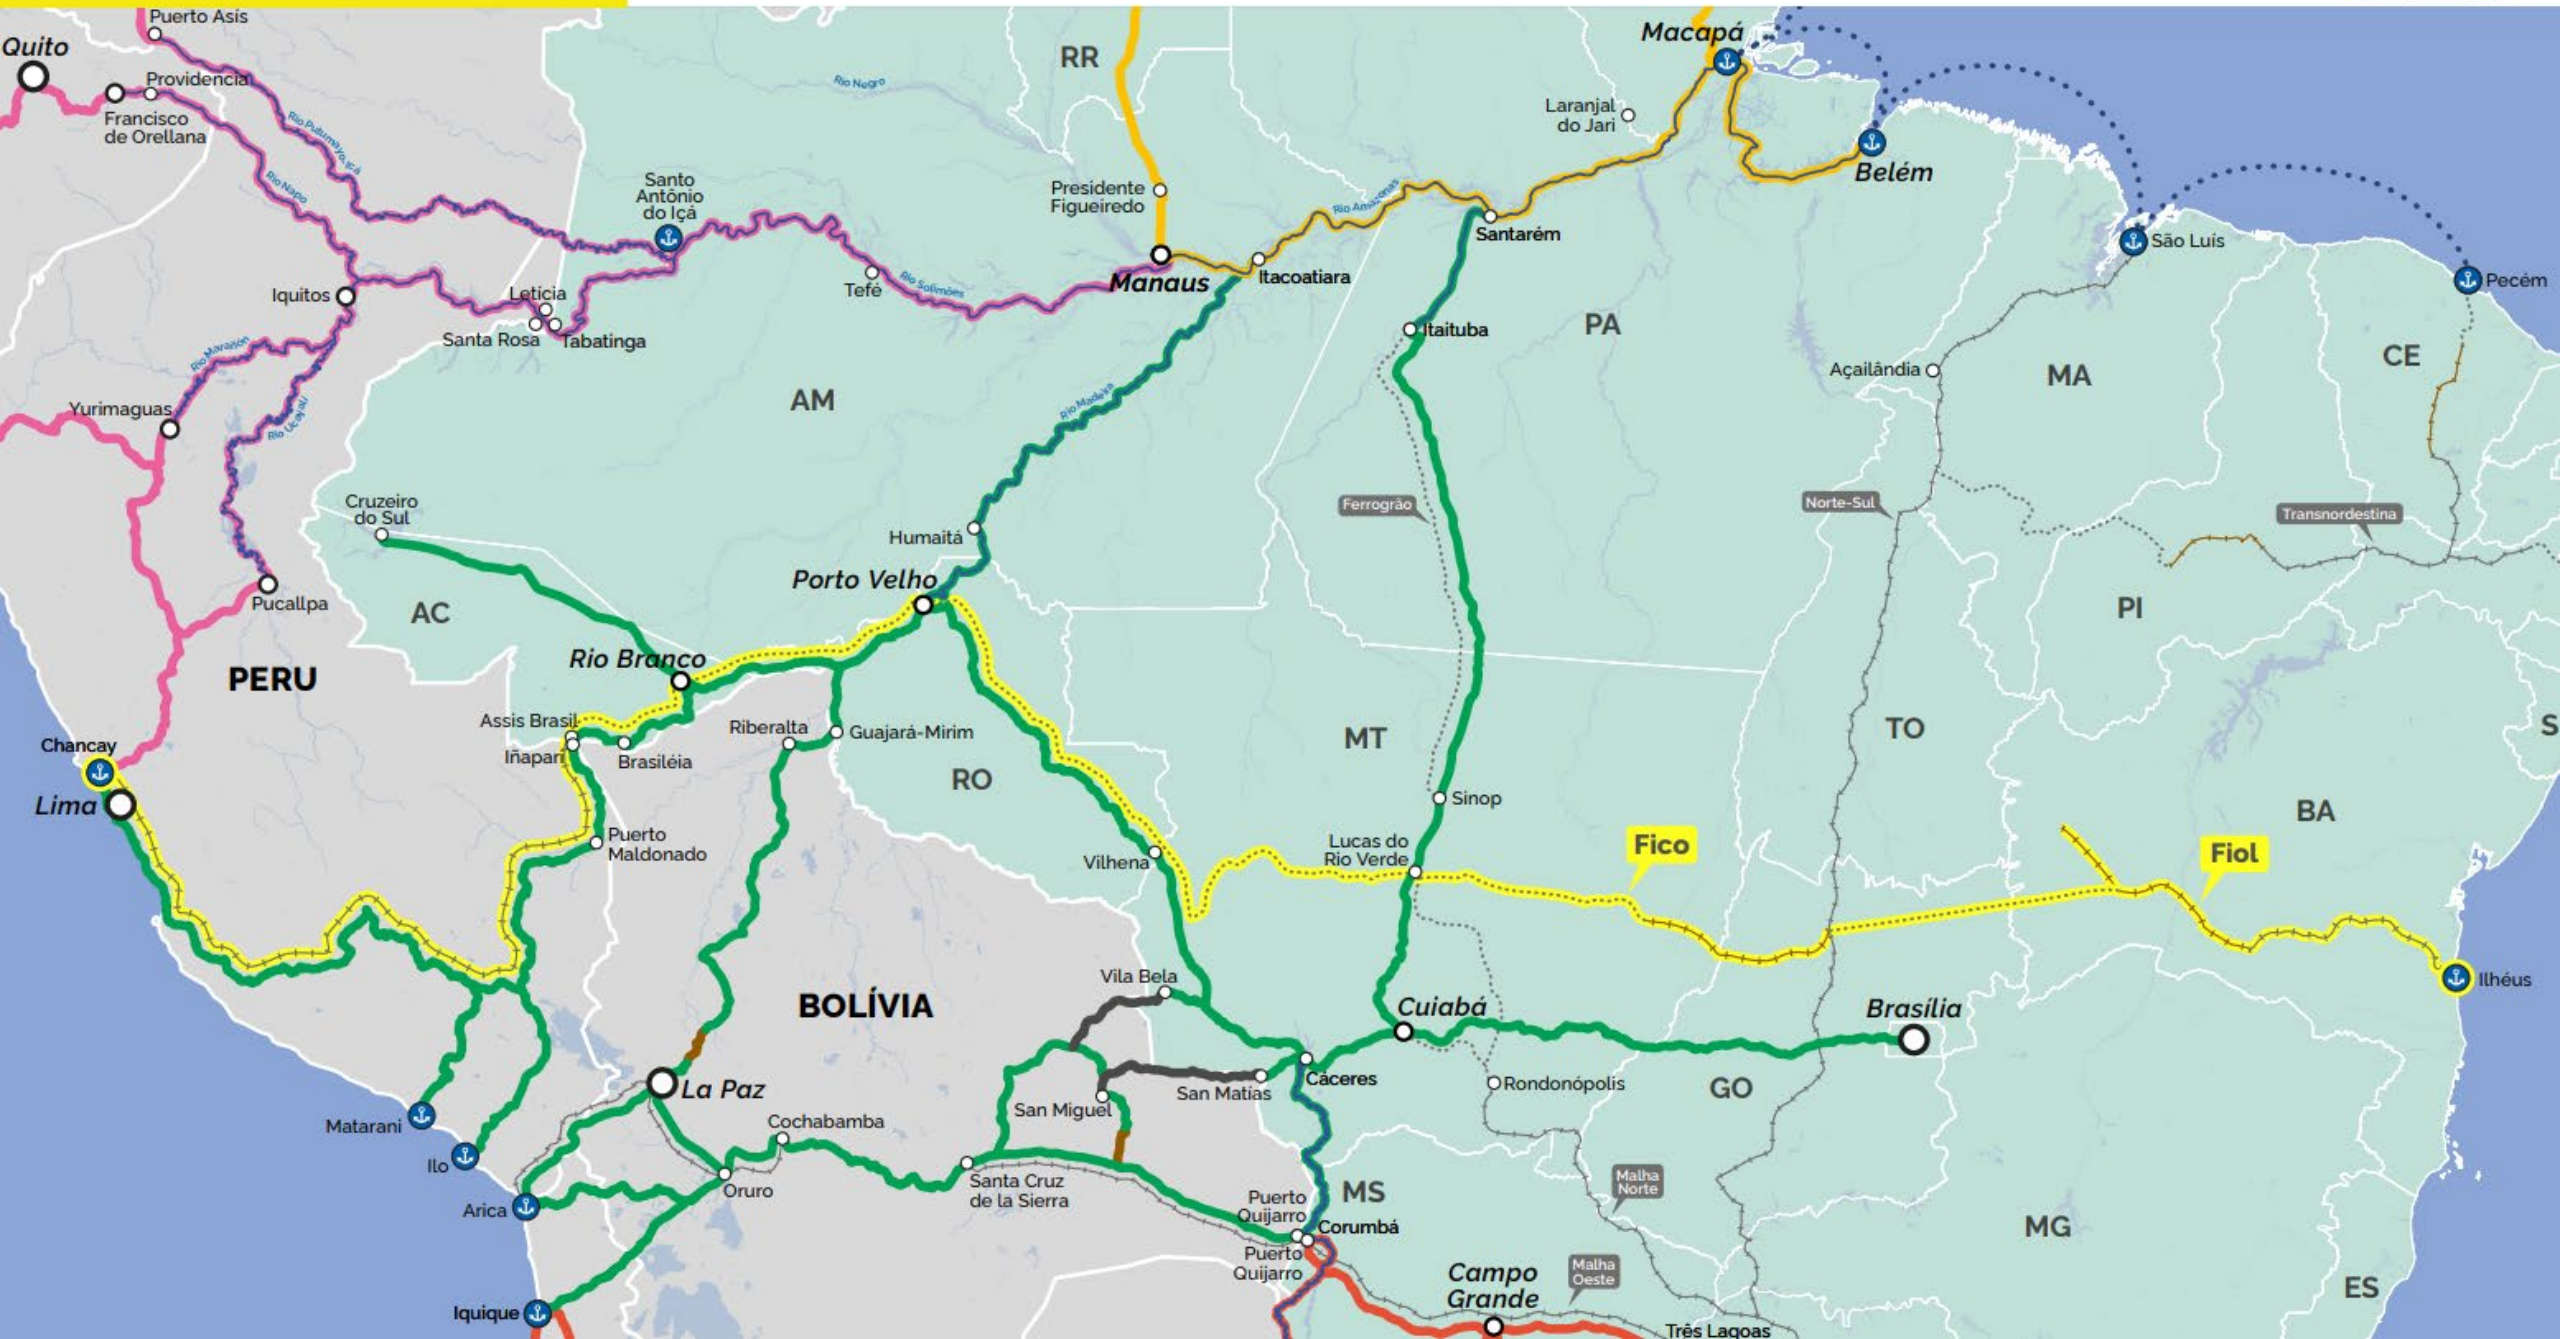 Puerto Asís
Quito
Providencia
Francisco
de Orellana
Rio Putumayo, Içá
Rio Napo
RR
Rio Negro
Macapá
Laranjal
do Jari
Belém
Santo
Antônio
do Içá
Presidente
Figueiredo
Rio Amazonas
Santarém
São Luís
Pecém
Iquitos
Leticia
Santa Rosa
Tabatinga
Tefé
Rio Solimões
Manaus
Itacoatiara
Itaituba
PA
Rio Marañón
Rio Ucayali
Yurimaguas
AM
Rio Madeira
Açailândia
MA
CE
Cruzeiro
do Sul
Humaitá
Ferrogrão
Norte-Sul
Transnordestina
Porto Velho
Pucallpa
AC
PI
PERU
Rio Branco
Assis Brasil
Iñapari
Brasiléia
Riberalta
Guajará-Mirim
MT
TO
S
Chancay
Lima
RO
Sinop
Puerto
Maldonado
Vilhena
Lucas do
Rio Verde
Fico
Fiol
BA
Ilhéus
BOLÍVIA
Vila Bela
Cuiabá
Brasília
La Paz
San Miguel
San Matías
Cáceres
Rondonópolis
GO
Matarani
Cochabamba
Ilo
Oruro
Santa Cruz
de la Sierra
Arica
Puerto
Quijarro
Corumbá
MS
Malha
Norte
MG
Puerto
Quijarro
Campo
Grande
Malha
Oeste
ES
Iquique
Três Lagoas